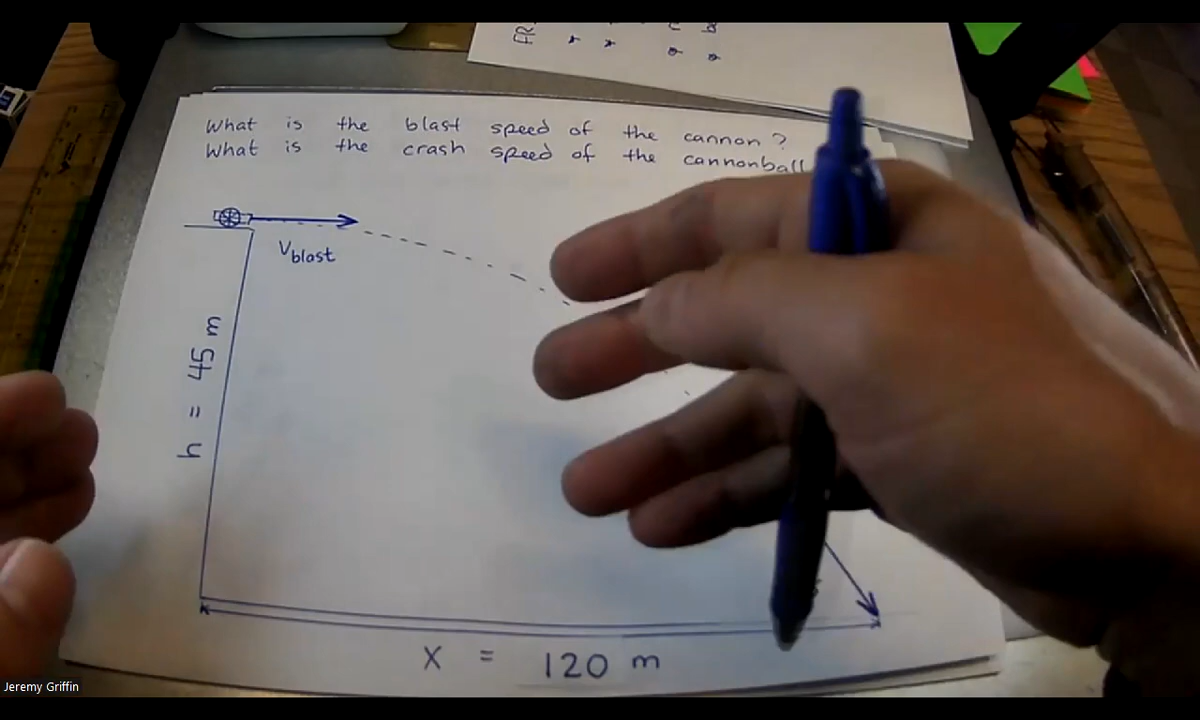 What is the blast speed of the cannon?
What is the crash speed of the cannonball
Vblast
h = 45 m
x = 120 m
Jeremy Griffin